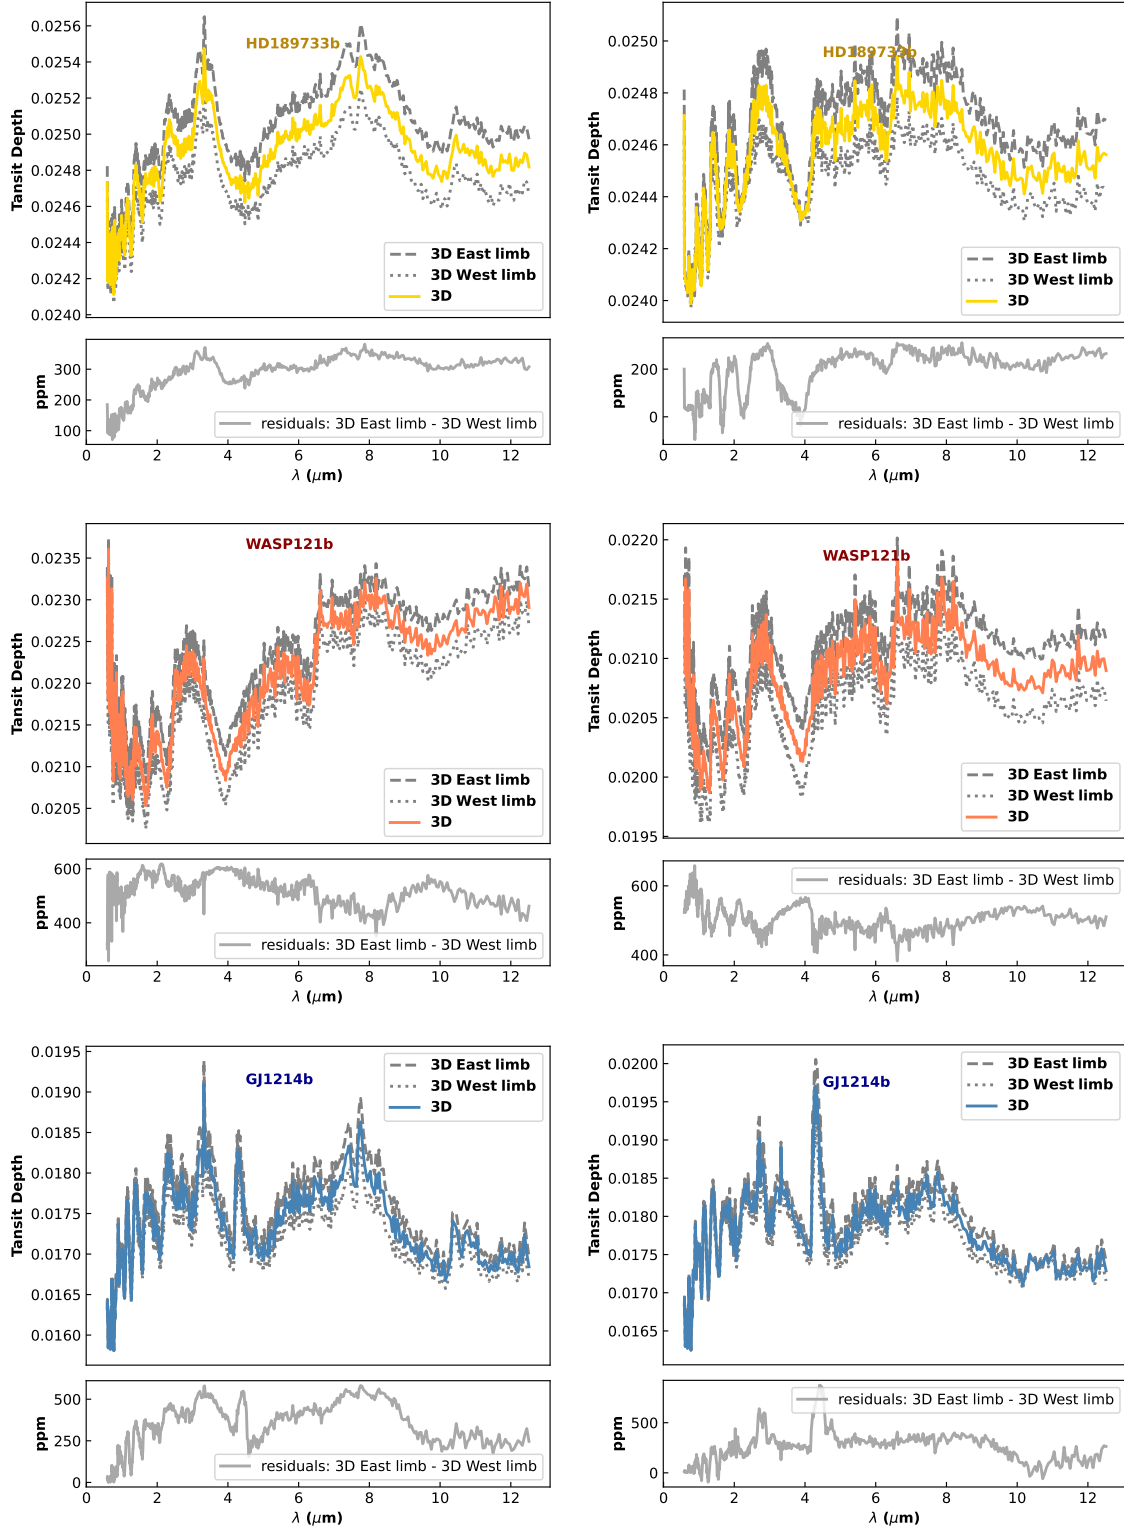 HD189733b
Tansit Depth
0.0256
0.0254
0.0252
0.0250
0.0248
0.0246
0.0244
0.0242
0.0240
3D East limb
3D West limb
3D
ppm
300
200
100
residuals: 3D East limb - 3D West limb
0 2 4 6 8 10 12
λ (μm)
HD189733b
Tansit Depth
0.0250
0.0248
0.0246
0.0244
0.0242
0.0240
3D East limb
3D West limb
3D
ppm
200
0
residuals: 3D East limb - 3D West limb
0 2 4 6 8 10 12
λ (μm)
WASP121b
Tansit Depth
0.0235
0.0230
0.0225
0.0220
0.0215
0.0210
0.0205
3D East limb
3D West limb
3D
ppm
600
400
residuals: 3D East limb - 3D West limb
0 2 4 6 8 10 12
λ (μm)
WASP121b
Tansit Depth
0.0220
0.0215
0.0210
0.0205
0.0200
0.0195
3D East limb
3D West limb
3D
ppm
600
400
residuals: 3D East limb - 3D West limb
0 2 4 6 8 10 12
λ (μm)
GJ1214b
Tansit Depth
0.0195
0.0190
0.0185
0.0180
0.0175
0.0170
0.0165
0.0160
3D East limb
3D West limb
3D
ppm
500
250
0
residuals: 3D East limb - 3D West limb
0 2 4 6 8 10 12
λ (μm)
GJ1214b
Tansit Depth
0.0200
0.0195
0.0190
0.0185
0.0180
0.0175
0.0170
0.0165
3D East limb
3D West limb
3D
ppm
500
0
residuals: 3D East limb - 3D West limb
0 2 4 6 8 10 12
λ (μm)